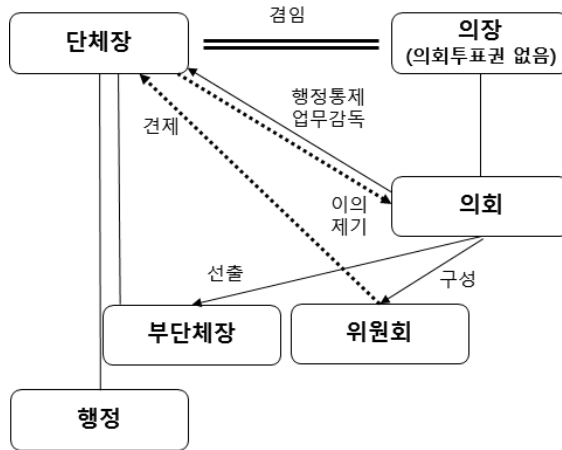 겸임
단체장
의장
(의회투표권 없음)
행정통제
업무감독
견제
이의
제기
의회
선출
구성
부단체장
위원회
행정